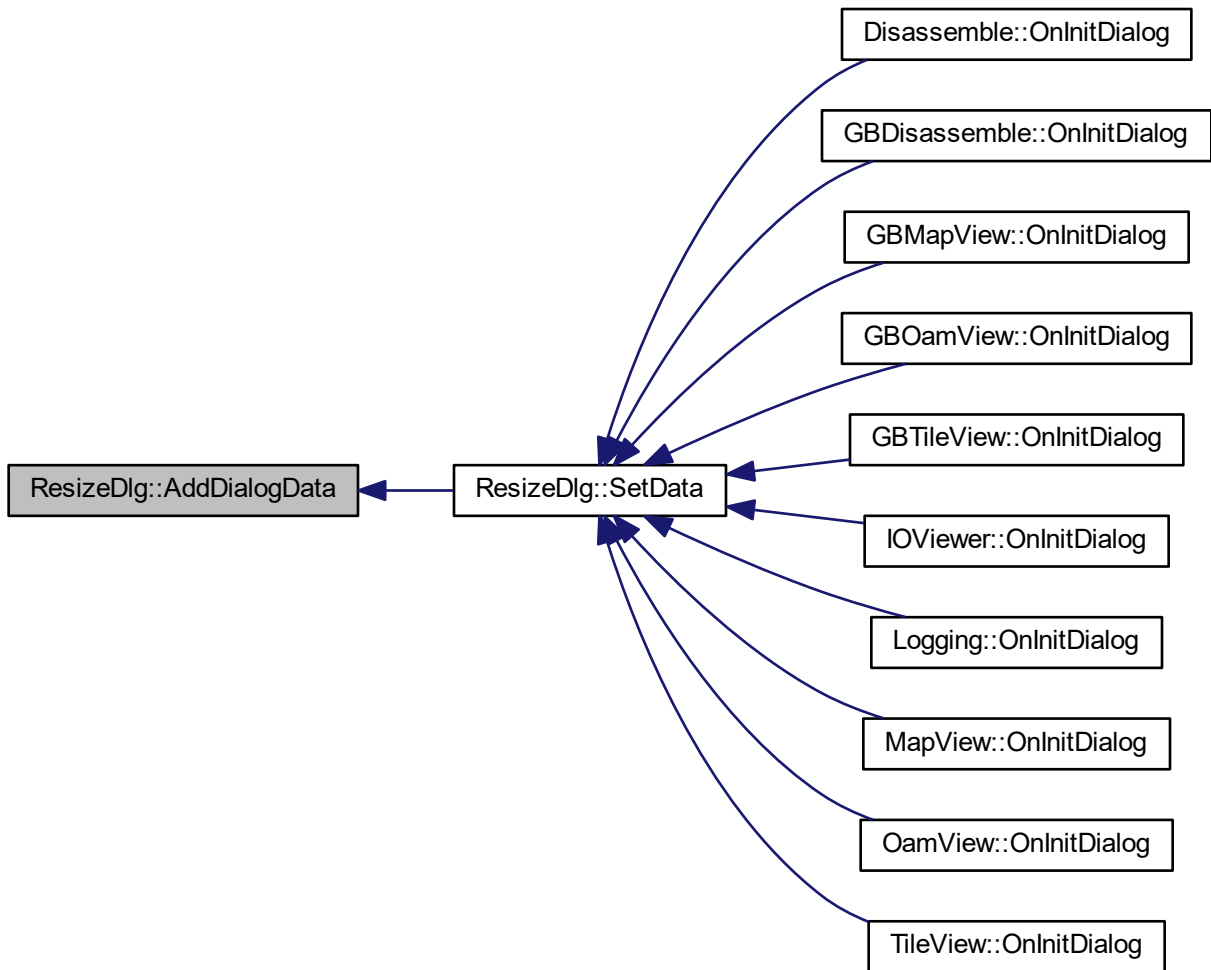 Disassemble::OnInitDialog
GBDisassemble::OnInitDialog
GBMapView::OnInitDialog
GBOamView::OnInitDialog
GBTileView::OnInitDialog
ResizeDlg::AddDialogData
ResizeDlg::SetData
IOViewer::OnInitDialog
Logging::OnInitDialog
MapView::OnInitDialog
OamView::OnInitDialog
TileView::OnInitDialog